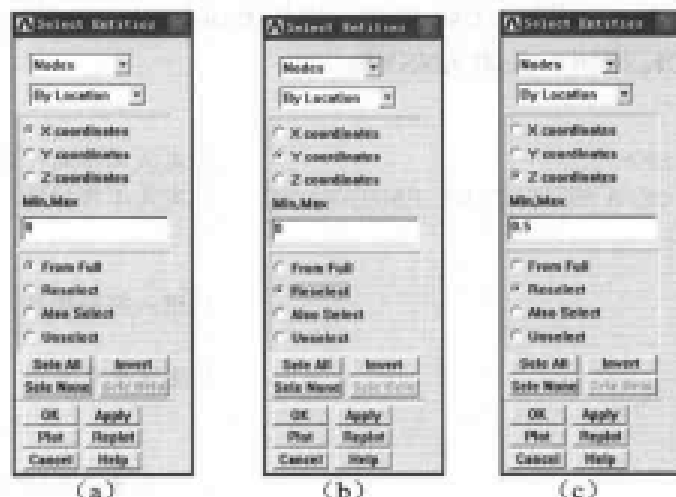 Select Entities
Nodes
By Location
X coordinates
Y coordinates
Z coordinates
Min,Max
0
From Full
Reselect
Also Select
Unselect
Sele All Invert
Sele None Sele Belo
OK Apply
Plot Replot
Cancel Help
(a)
Select Entities
Nodes
By Location
X coordinates
Y coordinates
Z coordinates
Min,Max
0
From Full
Reselect
Also Select
Unselect
Sele All Invert
Sele None Sele Belo
OK Apply
Plot Replot
Cancel Help
(b)
Select Entities
Nodes
By Location
X coordinates
Y coordinates
Z coordinates
Min,Max
0.5
From Full
Reselect
Also Select
Unselect
Sele All Invert
Sele None Sele Belo
OK Apply
Plot Replot
Cancel Help
(c)